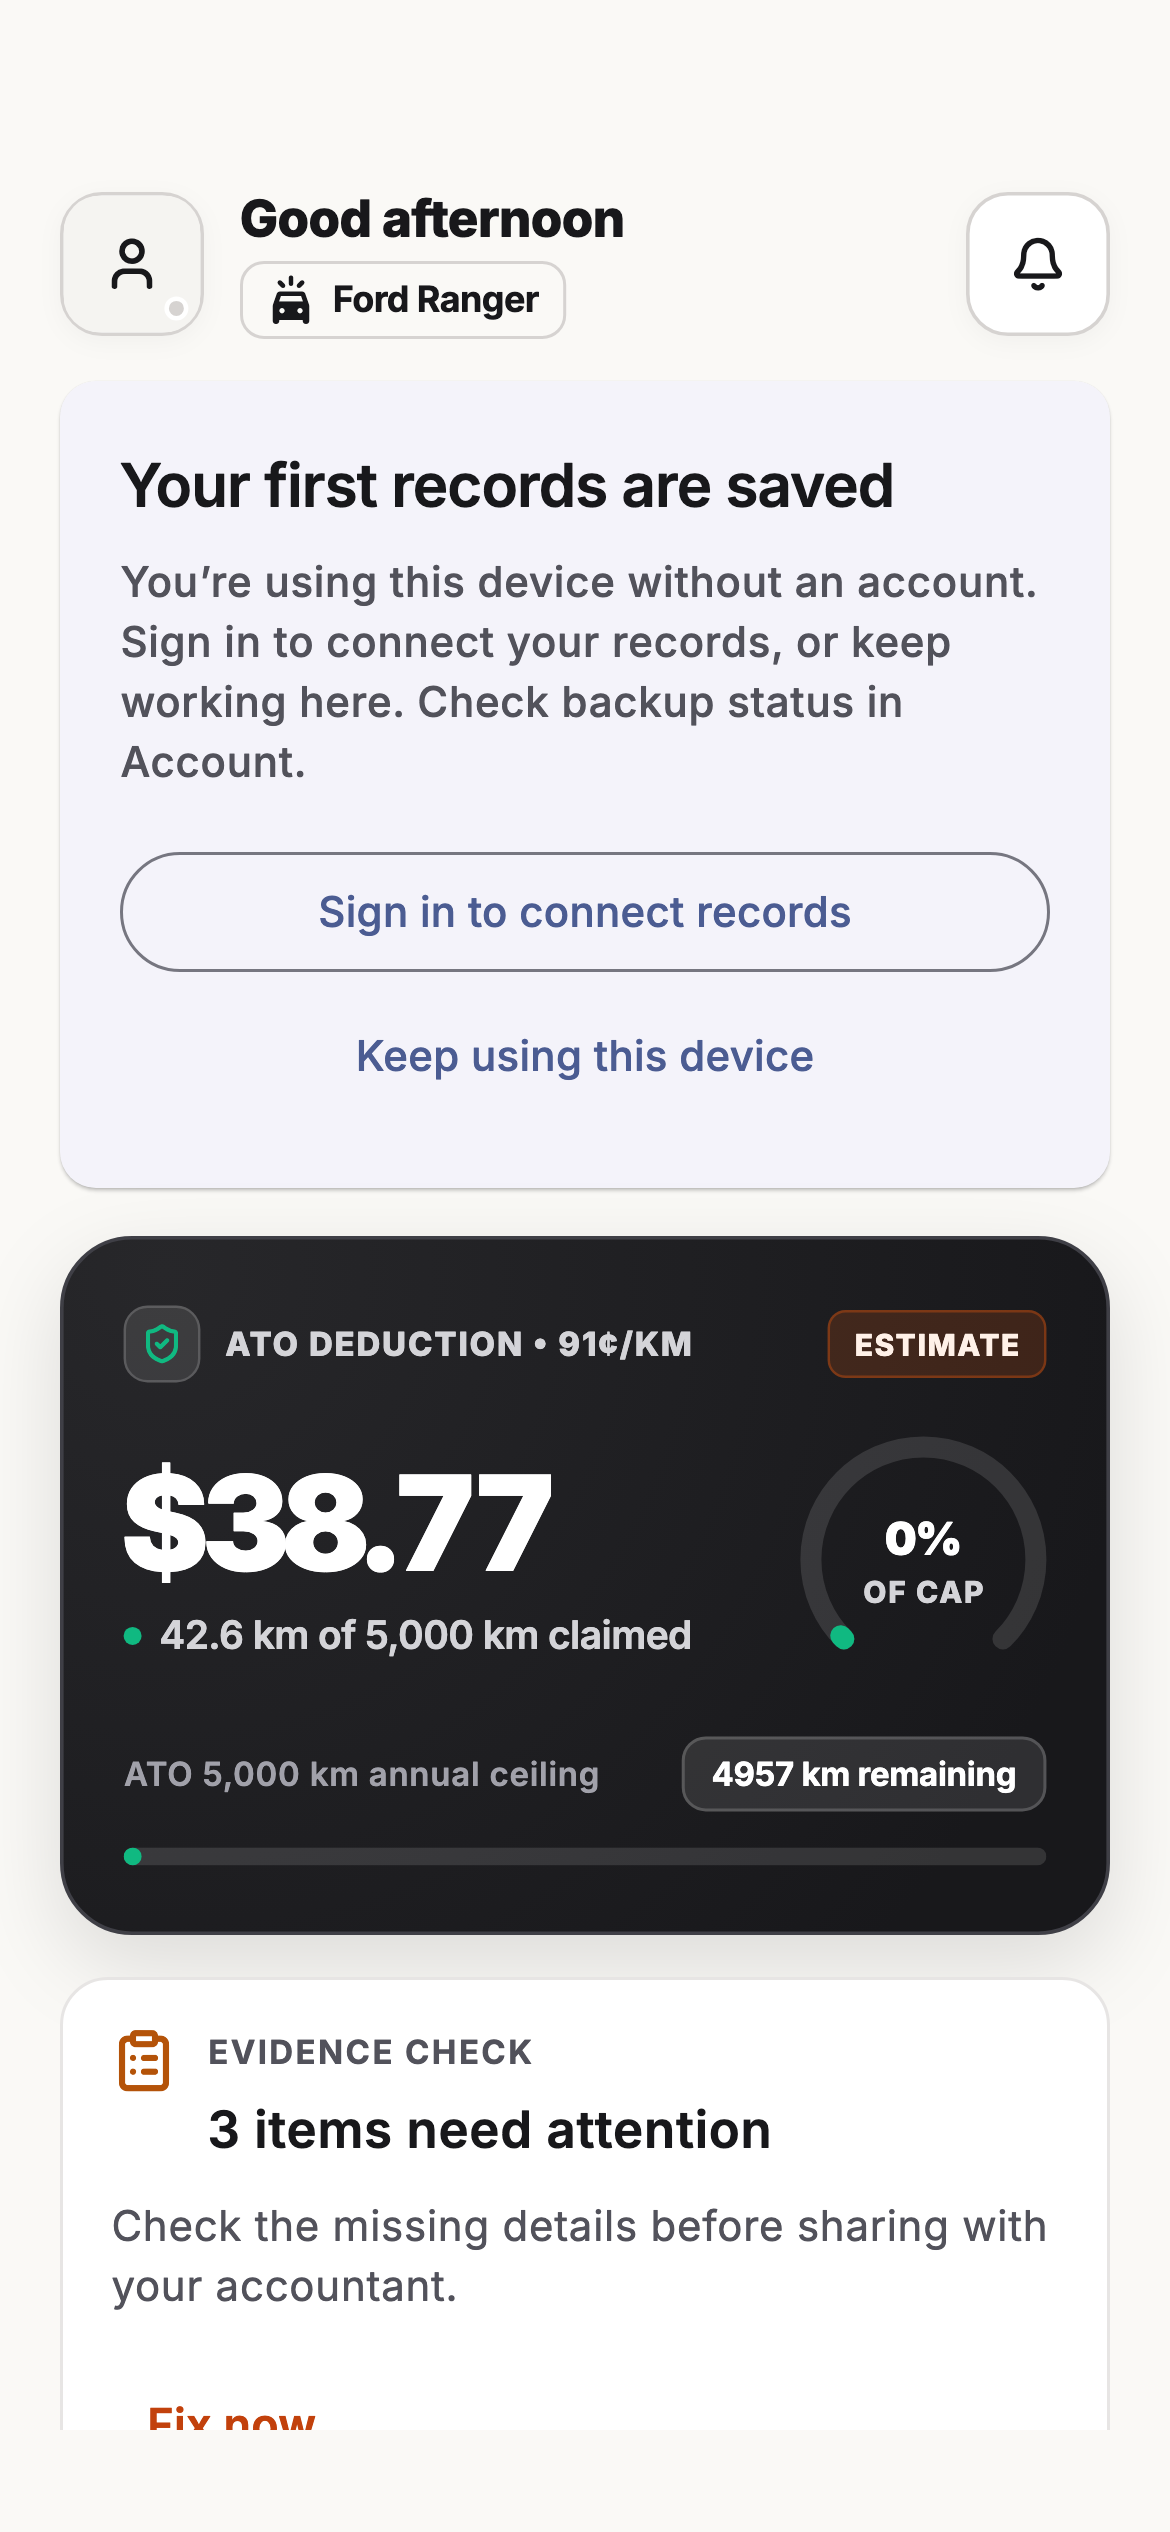 Good afternoon
Ford Ranger
Your first records are saved
You’re using this device without an account.
Sign in to connect your records, or keep
working here. Check backup status in
Account.
Sign in to connect records
Keep using this device
ATO DEDUCTION • 91¢/KM
ESTIMATE
$38.77
0%
OF CAP
42.6 km of 5,000 km claimed
ATO 5,000 km annual ceiling
4957 km remaining
EVIDENCE CHECK
3 items need attention
Check the missing details before sharing with
your accountant.
Fix now